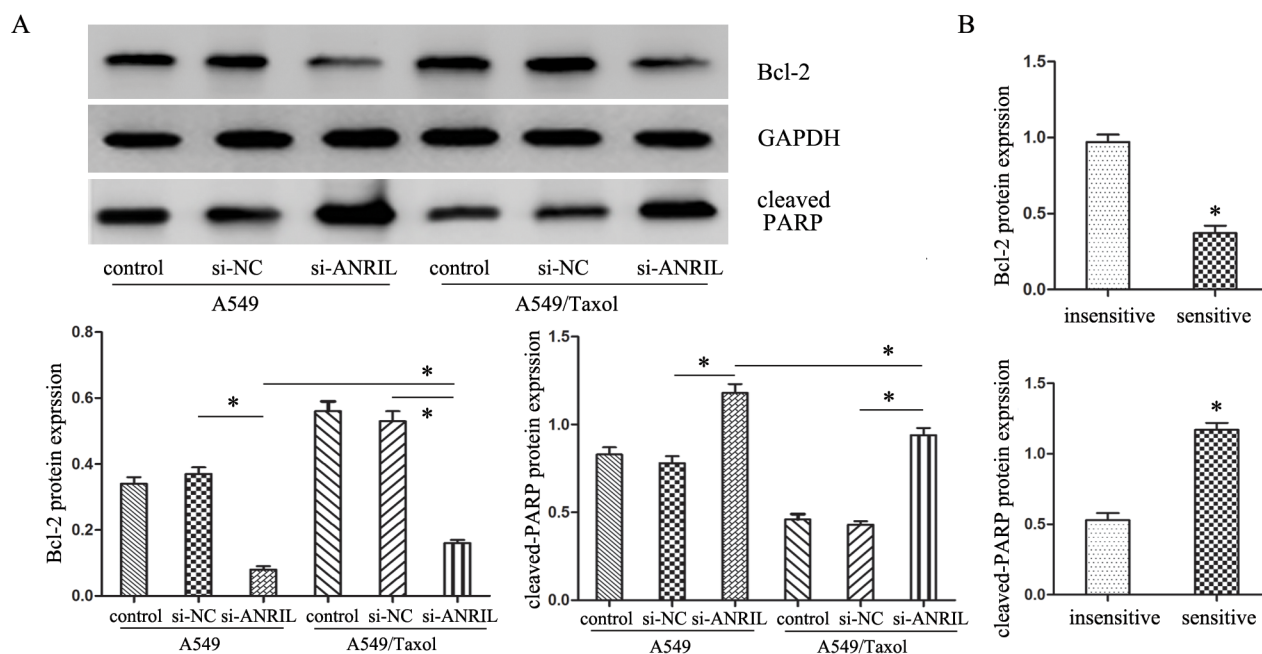 A
Bcl-2
GAPDH
cleaved
PARP
control si-NC si-ANRIL control si-NC si-ANRIL
A549 A549/Taxol
Bcl-2 protein exprssion
0.8
0.6
0.4
0.2
0.0
* * *
control si-NC si-ANRIL control si-NC si-ANRIL
A549 A549/Taxol
cleaved-PARP protein exprssion
1.5
1.0
0.5
0.0
* * *
control si-NC si-ANRIL control si-NC si-ANRIL
A549 A549/Taxol
B
Bcl-2 protein exprssion
1.5
1.0
0.5
0.0
*
insensitive sensitive
cleaved-PARP protein exprssion
1.5
1.0
0.5
0.0
*
insensitive sensitive